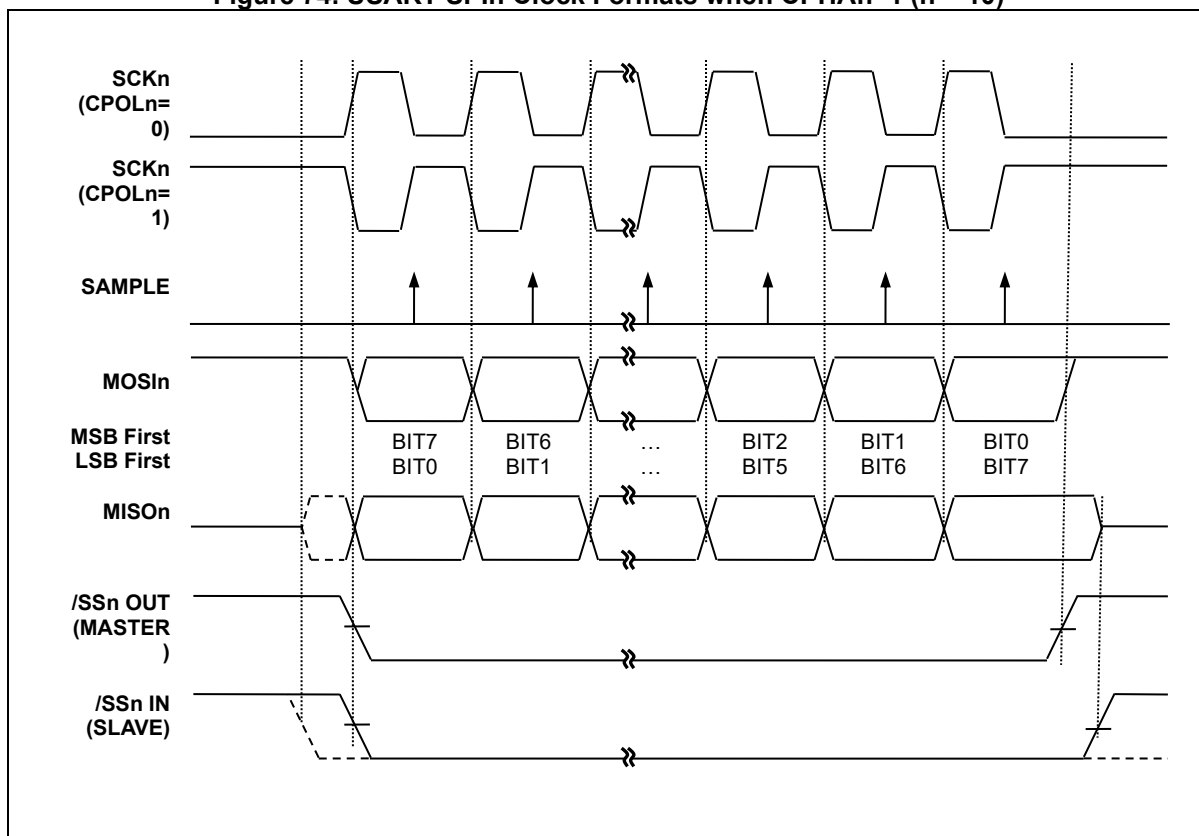 SCKn
(CPOLn=
0)
SCKn
(CPOLn=
1)
SAMPLE
MOSIn
MSB First
LSB First
BIT7 BIT6 … BIT2 BIT1 BIT0
BIT0 BIT1 … BIT5 BIT6 BIT7
MISOn
/SSn OUT
(MASTER
)
/SSn IN
(SLAVE)